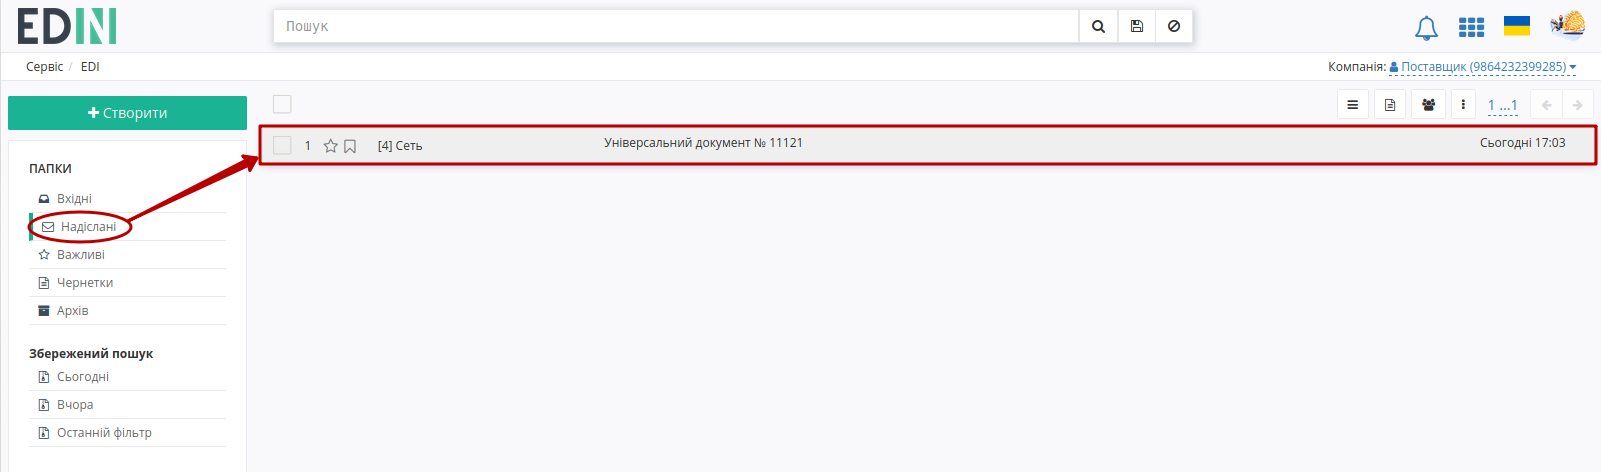 EDIN
Пошук
Сервіс / EDI
Компанія: Поставщик (9864232399285)
Створити
1 ...1
1 [4] Сеть Універсальний документ № 11121 Сьогодні 17:03
ПАПКИ
Вхідні
Надіслані
Важливі
Чернетки
Архів
Збережений пошук
Сьогодні
Вчора
Останній фільтр